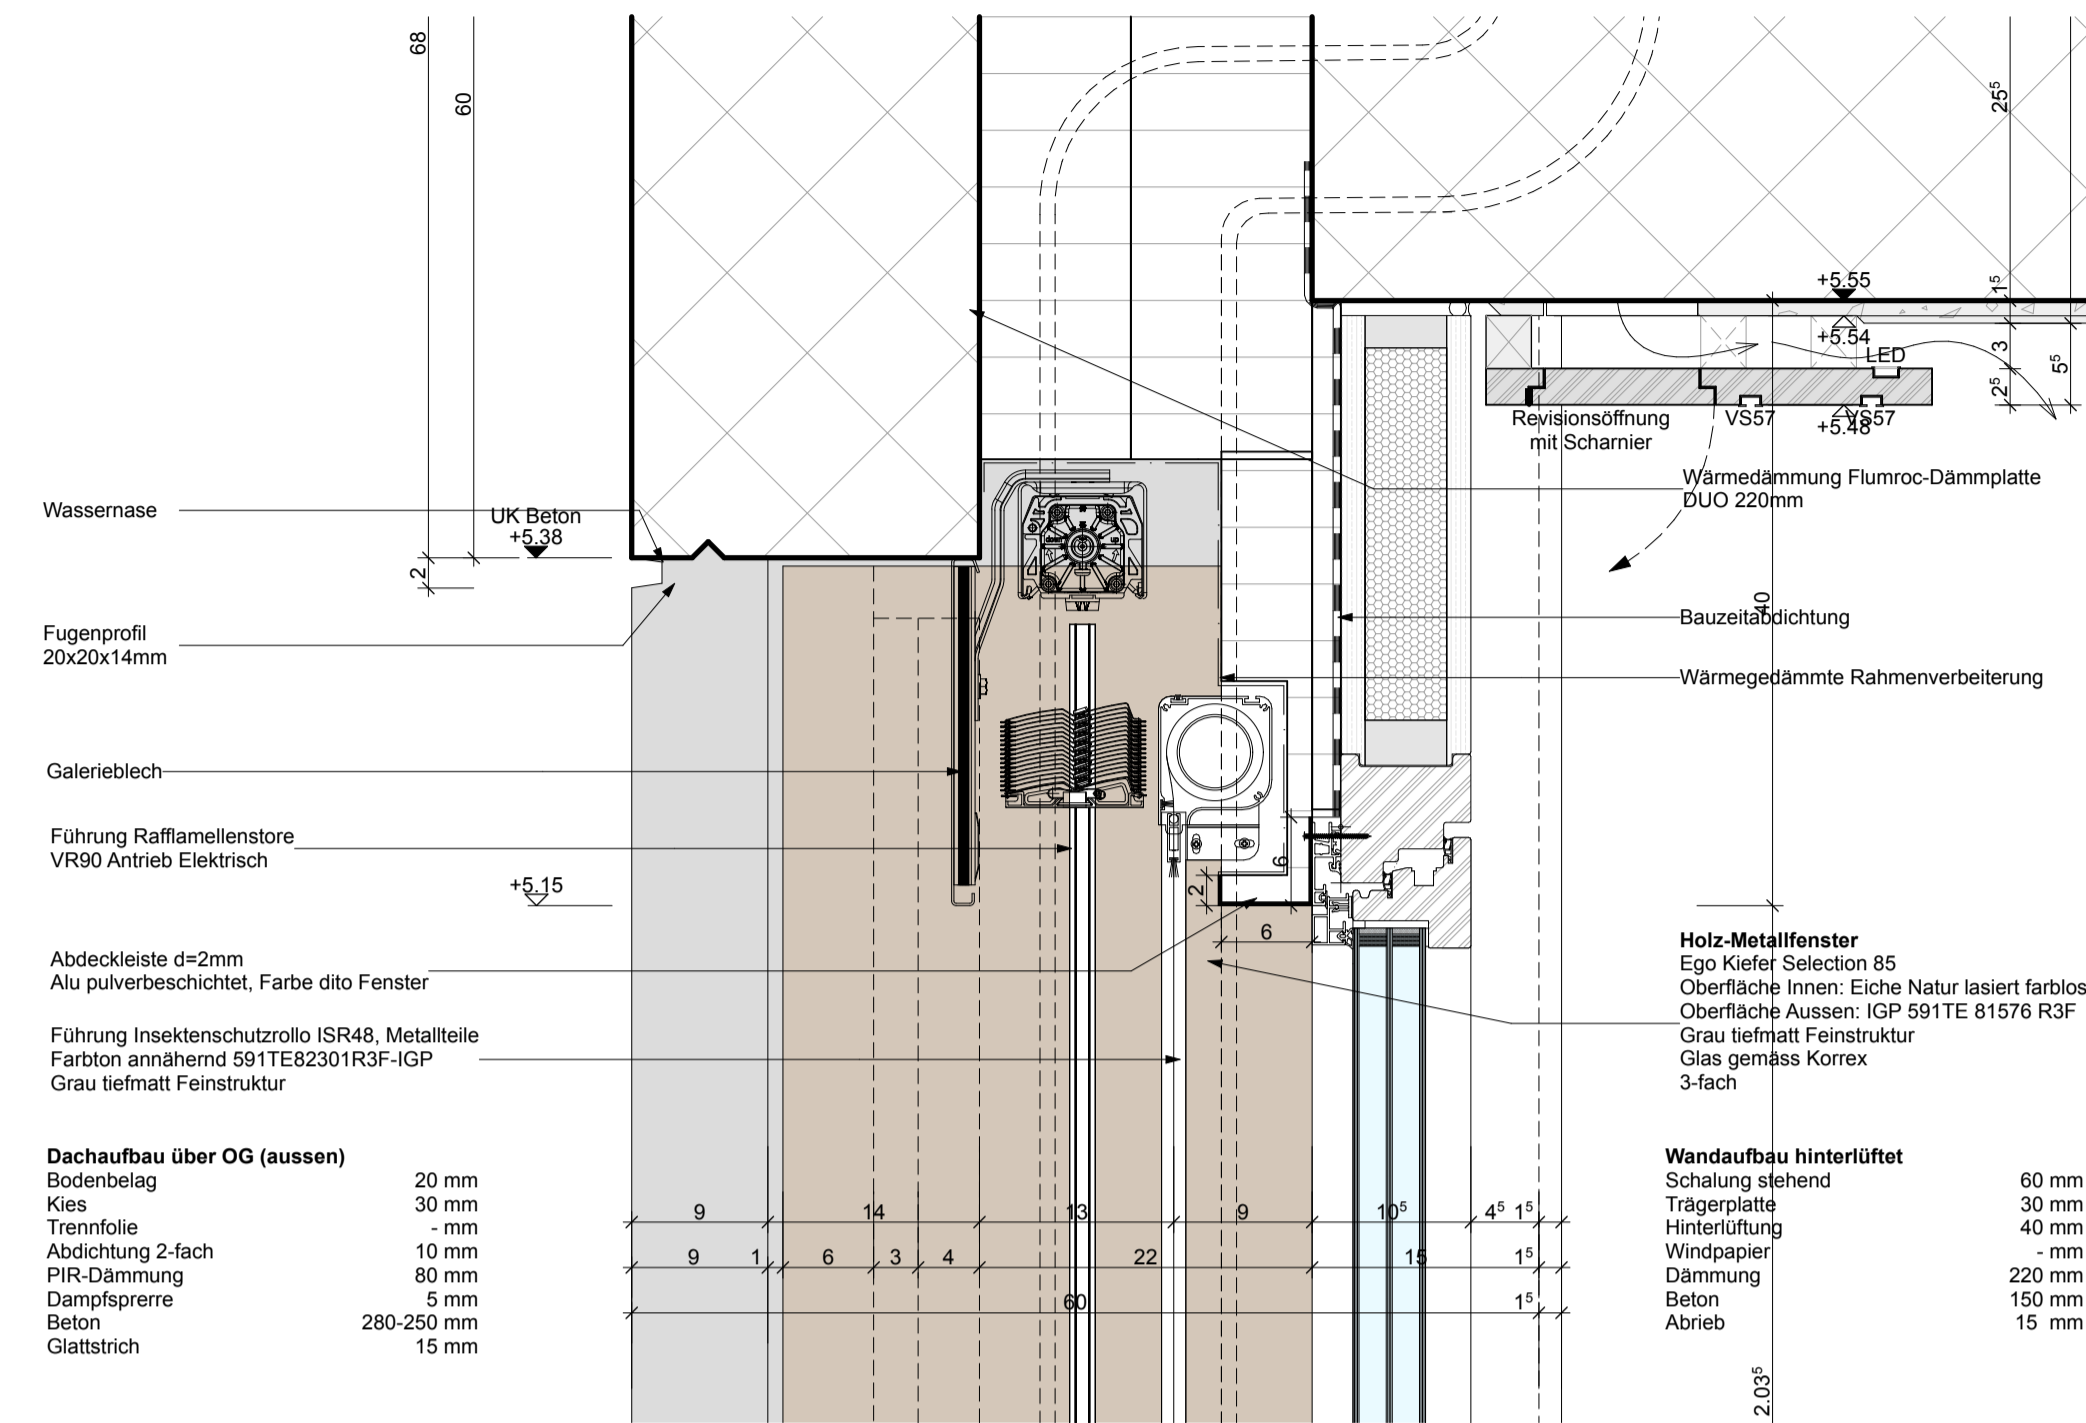 68
60
25⁵
+5.55
1⁵
+5.54
LED
3
5⁵
2⁵
Revisionsöffnung
mit Scharnier
VS57
VS57
+5.48
Wärmedämmung Flumroc-Dämmplatte
DUO 220mm
Wassernase
UK Beton
+5.38
2
down
up
40
Bauzeitabdichtung
Fugenprofil
20x20x14mm
Wärmegedämmte Rahmenverbeiterung
Galerieblech
Führung Rafflamellenstore
VR90 Antrieb Elektrisch
+5.15
6
2
6
Abdeckleiste d=2mm
Alu pulverbeschichtet, Farbe dito Fenster
Holz-Metallfenster
Ego Kiefer Selection 85
Oberfläche Innen: Eiche Natur lasiert farblos
Oberfläche Aussen: IGP 591TE 81576 R3F
Grau tiefmatt Feinstruktur
Glas gemäss Korrex
3-fach
Führung Insektenschutzrollo ISR48, Metallteile
Farbton annähernd 591TE82301R3F-IGP
Grau tiefmatt Feinstruktur
Dachaufbau über OG (aussen)
Bodenbelag 20 mm
Kies 30 mm
Trennfolie - mm
Abdichtung 2-fach 10 mm
PIR-Dämmung 80 mm
Dampfsprerre 5 mm
Beton 280-250 mm
Glattstrich 15 mm
9 14 13 9 10⁵ 4⁵ 1⁵
9 1 6 3 4 22 15 1⁵
60 1⁵
Wandaufbau hinterlüftet
Schalung stehend 60 mm
Trägerplatte 30 mm
Hinterlüftung 40 mm
Windpapier - mm
Dämmung 220 mm
Beton 150 mm
Abrieb 15 mm
2.03⁵